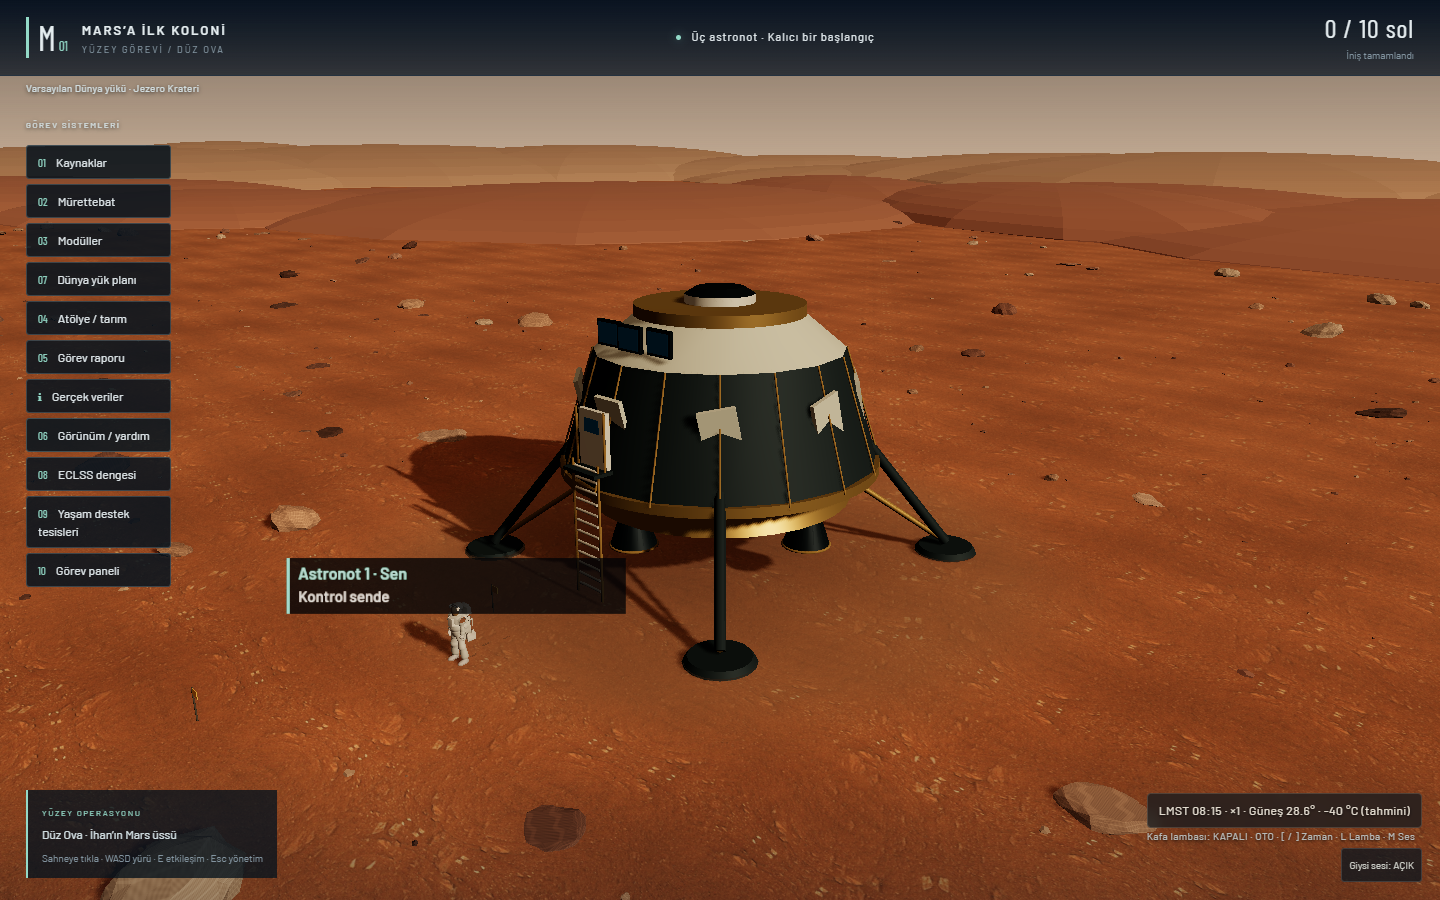 M 01
MARS'A İLK KOLONİ
YÜZEY GÖREVİ / DÜZ OVA
Üç astronot · Kalıcı bir başlangıç
0 / 10 sol
İniş tamamlandı
Varsayılan Dünya yükü · Jezero Krateri
GÖREV SİSTEMLERİ
01 Kaynaklar
02 Mürettebat
03 Modüller
07 Dünya yük planı
04 Atölye / tarım
05 Görev raporu
i Gerçek veriler
06 Görünüm / yardım
08 ECLSS dengesi
09 Yaşam destek
tesisleri
10 Görev paneli
Astronot 1 · Sen
Kontrol sende
YÜZEY OPERASYONU
Düz Ova · İhan'ın Mars üssü
Sahneye tıkla · WASD yürü · E etkileşim · Esc yönetim
LMST 08:15 · ×1 · Güneş 28.6° · -40 °C (tahmini)
Kafa lambası: KAPALI · OTO · [ / ] Zaman · L Lamba · M Ses
Giysi sesi: AÇIK